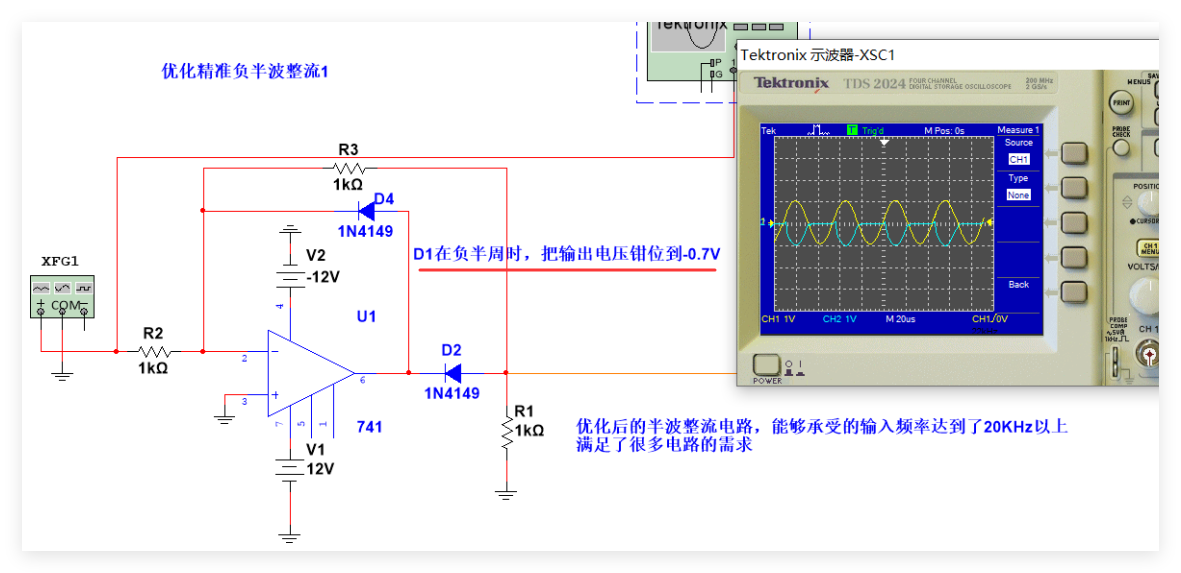 优化精准负半波整流1
Tektronix
P
G
1
Tektronix 示波器-XSC1
Tektronix TDS 2024 FOUR CHANNEL DIGITAL STORAGE OSCILLOSCOPE 200 MHz 2 GS/s
MENUS
SAV
PRINT
PROBE CHECK
Tek
T Trig'd
M Pos: 0s
Measure 1
Source
CH1
Type
None
Back
CH1 1V
CH2 1V
M 20us
CH1/0V
POSITIO
CURSOR
CH 1 MENU
VOLTS/
CH 1
PROBE COMP
~5V
1kHz
POWER
R3
1kΩ
D4
1N4149
D1在负半周时，把输出电压钳位到-0.7V
V2
-12V
XFG1
+ COM −
U1
4
R2
1kΩ
D2
2
6
3
1N4149
7
5
1
741
R1
1kΩ
V1
12V
优化后的半波整流电路，能够承受的输入频率达到了20KHz以上
满足了很多电路的需求